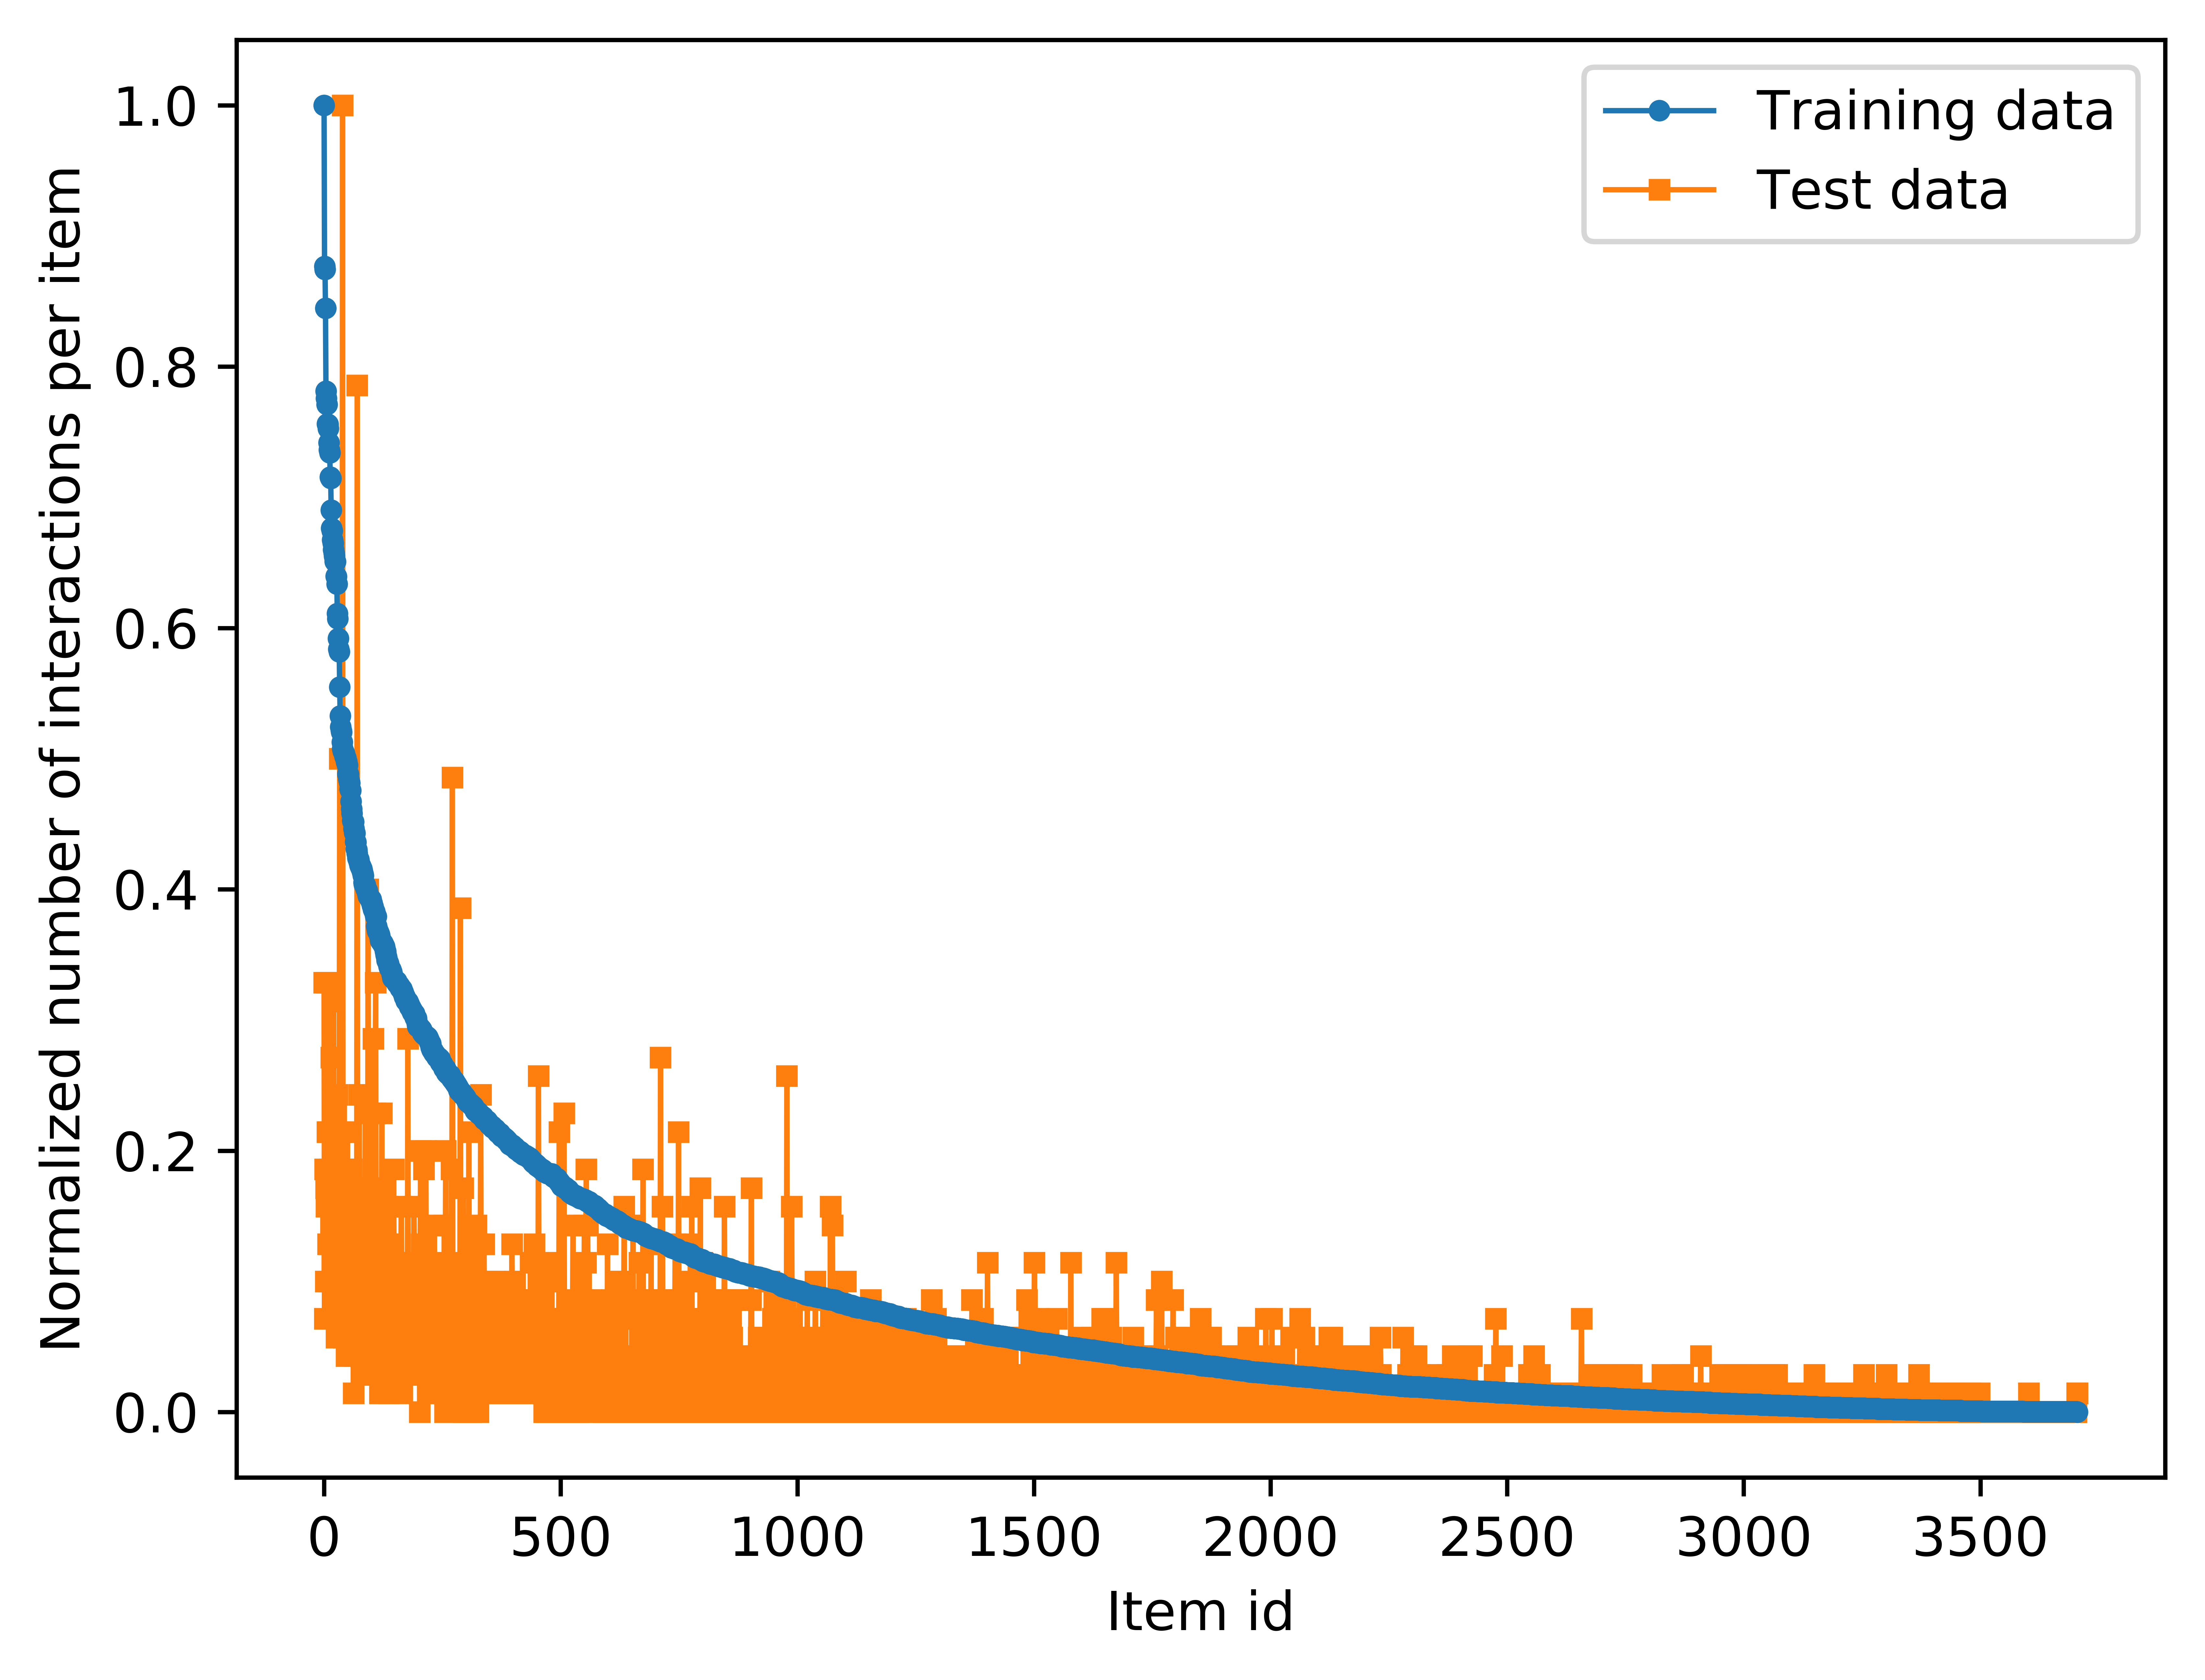 Training data
Test data
Normalized number of interactions per item
1.0
0.8
0.6
0.4
0.2
0.0
0 500 1000 1500 2000 2500 3000 3500
Item id